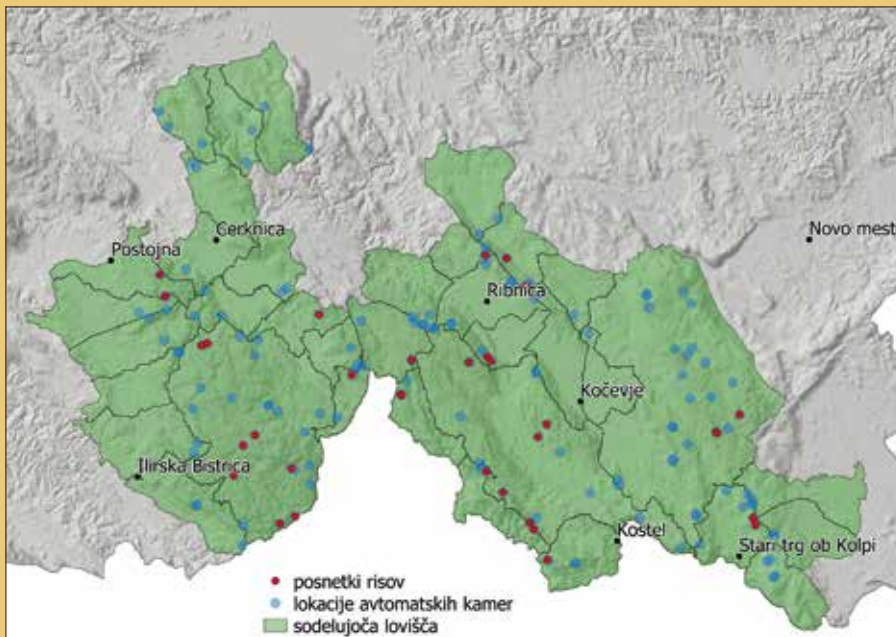 Cerknica
Postojna
Novo mest
Ribnica
Kočevje
Ilirska Bistrica
Kostel
Stari trg ob Kolpi
posnetki risov
lokacije avtomatskih kamer
sodelujoča lovišča